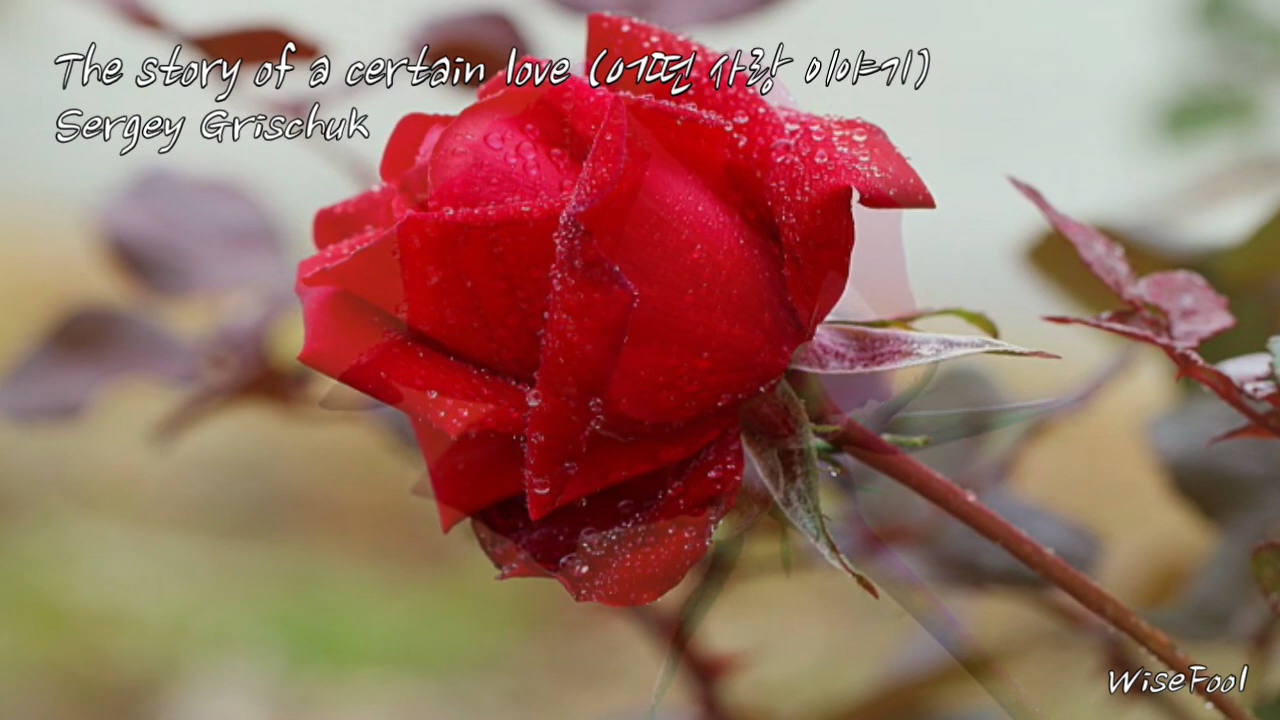 The story of a certain love (어떤 사랑 이야기)
Sergey Grischuk
WiseFool